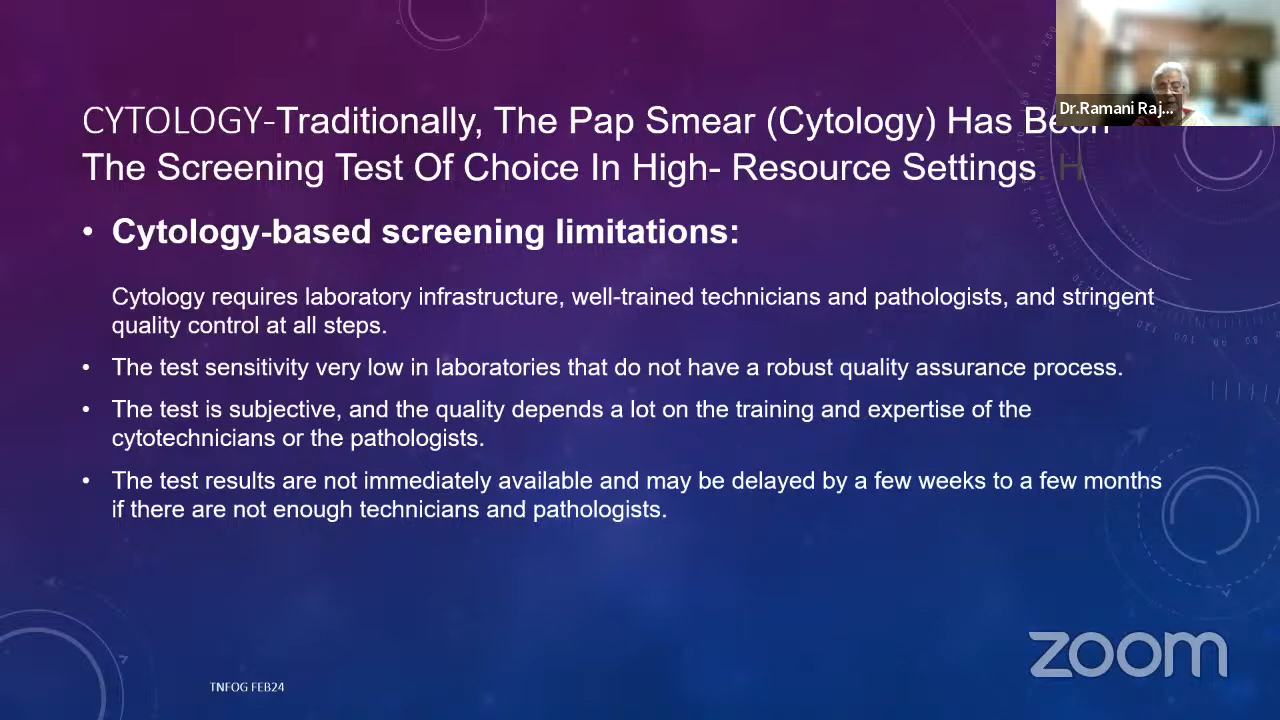 CYTOLOGY-Traditionally, The Pap Smear (Cytology) Has Been
Dr.Ramani Raj...
The Screening Test Of Choice In High- Resource Settings. H
• Cytology-based screening limitations:
Cytology requires laboratory infrastructure, well-trained technicians and pathologists, and stringent
quality control at all steps.
• The test sensitivity very low in laboratories that do not have a robust quality assurance process.
• The test is subjective, and the quality depends a lot on the training and expertise of the
cytotechnicians or the pathologists.
• The test results are not immediately available and may be delayed by a few weeks to a few months
if there are not enough technicians and pathologists.
zoom
TNFOG FEB24